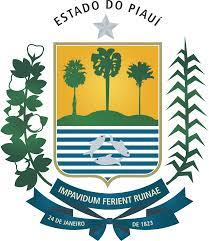 ESTADO DO PIAUÍ
IMPAVIDUM FERIENT RUINAE
24 DE JANEIRO DE 1823